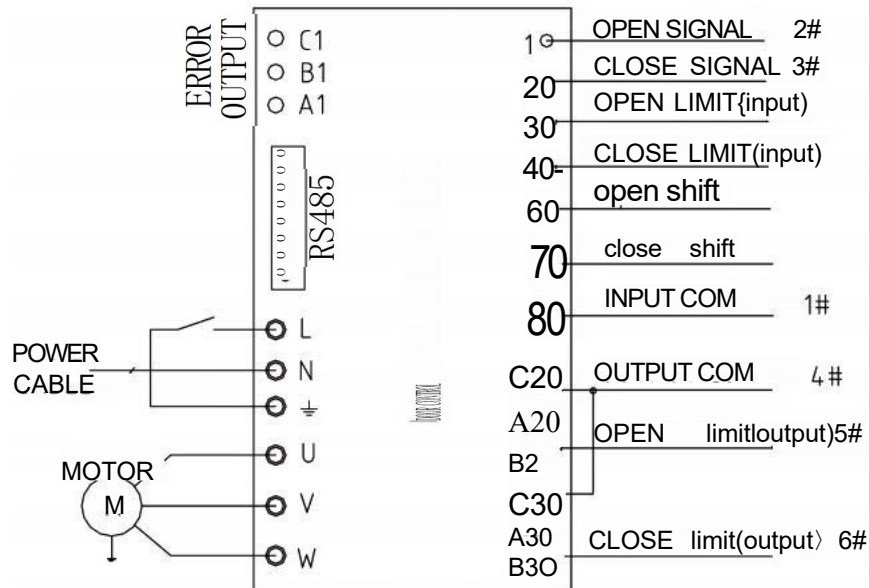 ERROR
OUTPUT
C1
B1
A1
RS485
L
N
POWER
CABLE
U
MOTOR
M
V
W
DOOR CONTROL
1 OPEN SIGNAL 2#
20 CLOSE SIGNAL 3#
OPEN LIMIT{input)
30
CLOSE LIMIT(input)
40-
open shift
60
70 close shift
80 INPUT COM 1#
C20 OUTPUT COM 4#
A20
OPEN limitloutput)5#
B2
C30
A30
CLOSE limit(output〉 6#
B3O